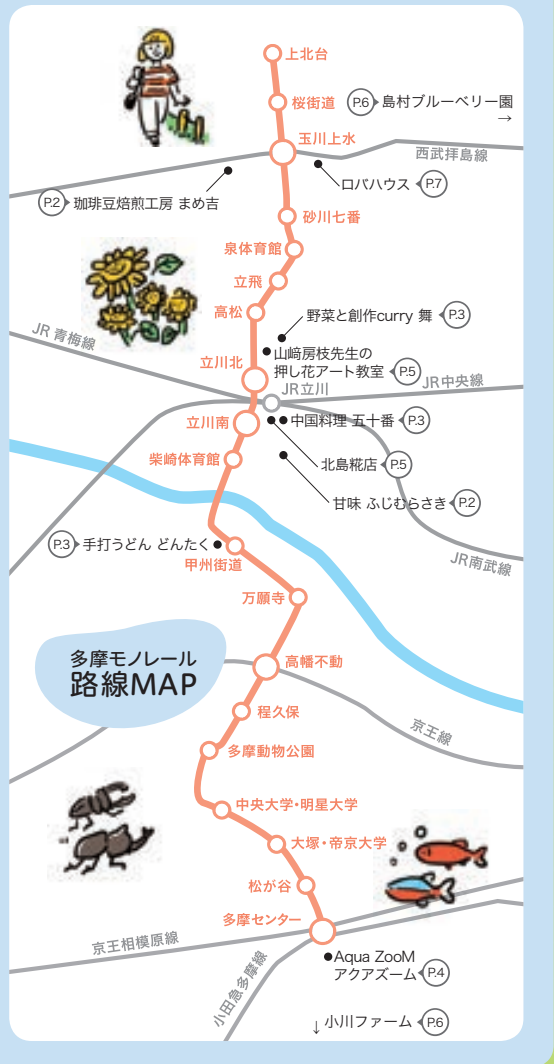 上北台
桜街道
P.6 島村ブルーベリー園
→
玉川上水
西武拝島線
ロバハウス P.7
P.2 珈琲豆焙煎工房 まめ吉
砂川七番
泉体育館
立飛
高松
野菜と創作curry 舞 P.3
JR 青梅線
山﨑房枝先生の
押し花アート教室 P.5
立川北
JR立川
JR中央線
立川南
中国料理 五十番 P.3
柴崎体育館
北島糀店 P.5
甘味 ふじむらさき P.2
P.3 手打うどん どんたく
甲州街道
JR南武線
万願寺
多摩モノレール
路線MAP
高幡不動
程久保
京王線
多摩動物公園
中央大学・明星大学
大塚・帝京大学
松が谷
多摩センター
京王相模原線
小田急多摩線
Aqua ZooM
アクアズーム P.4
↓ 小川ファーム P.6